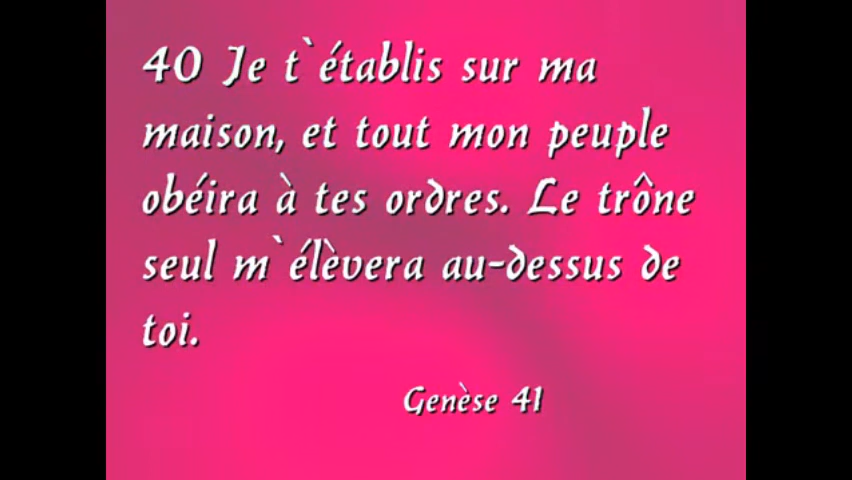 40 Je t`établis sur ma
maison, et tout mon peuple
obéira à tes ordres. Le trône
seul m`élèvera au-dessus de
toi.
Genèse 41